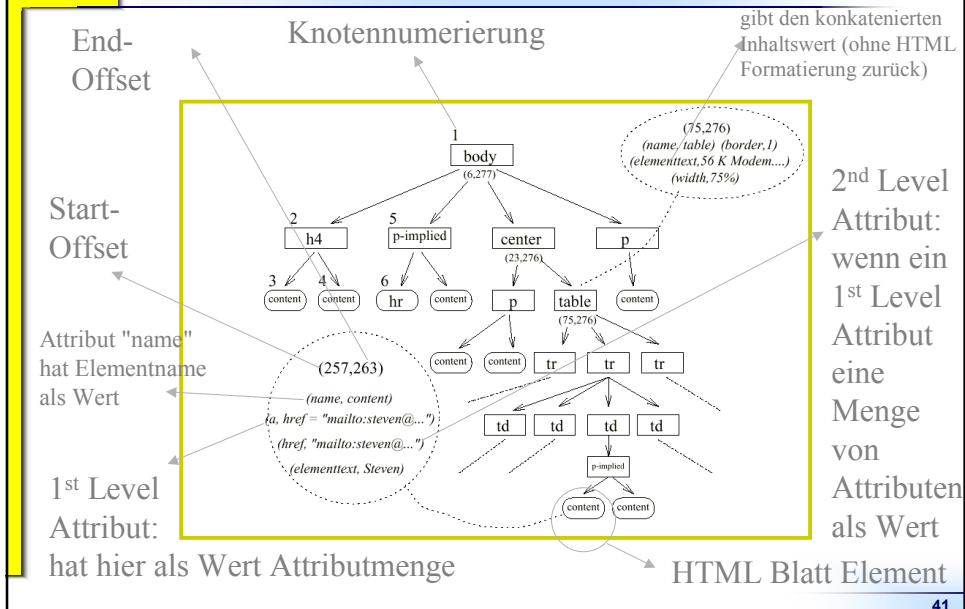 End-
Offset
Knotennumerierung
gibt den konkatenierten
Inhaltswert (ohne HTML
Formatierung zurück)
Start-
Offset
Attribut "name"
hat Elementname
als Wert
1st Level
Attribut:
hat hier als Wert Attributmenge
1
body
(6,277)
(75,276)
(name, table) (border,1)
(elementtext,56 K Modem....)
(width,75%)
2
h4
5
p-implied
center
(23,276)
p
3
content
4
content
6
hr
content
p
table
(75,276)
content
content
content
tr
tr
tr
td
td
td
td
p-implied
content
content
(257,263)
(name, content)
(a, href = "mailto:steven@...")
(href, "mailto:steven@...")
(elementtext, Steven)
2nd Level
Attribut:
wenn ein
1st Level
Attribut
eine
Menge
von
Attributen
als Wert
HTML Blatt Element
41